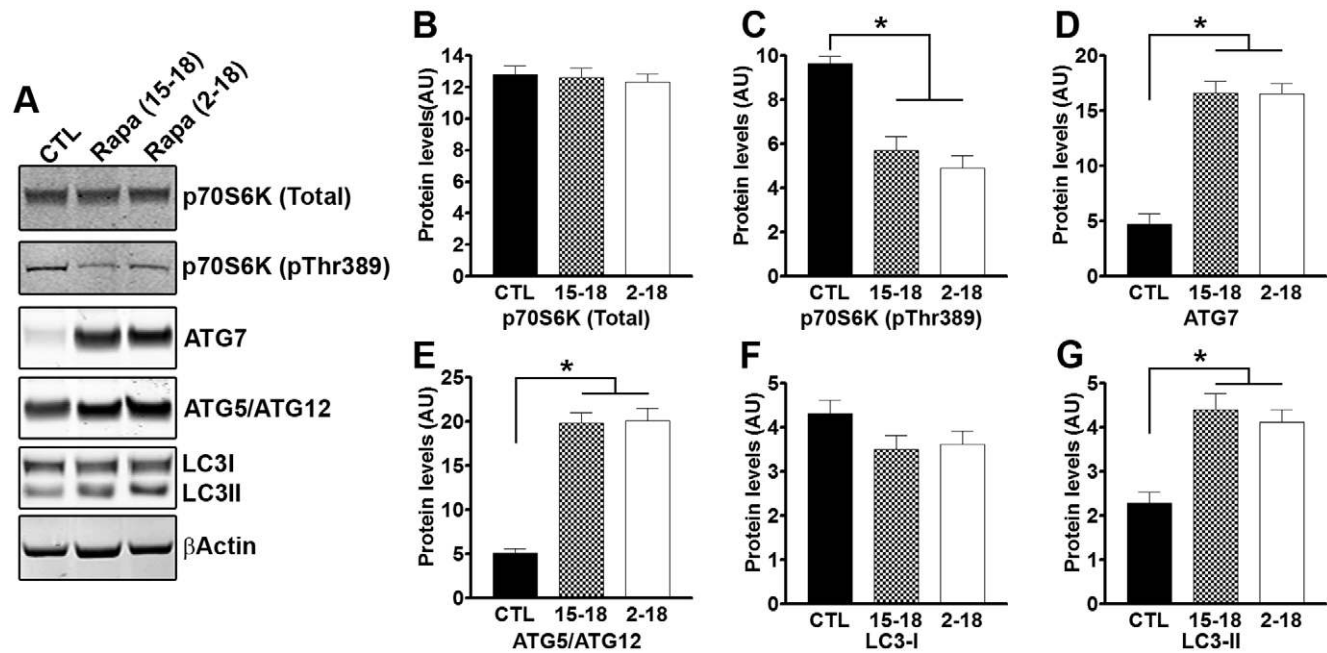 A
CTL
Rapa (15-18)
Rapa (2-18)
p70S6K (Total)
p70S6K (pThr389)
ATG7
ATG5/ATG12
LC3I
LC3II
βActin
B
Protein levels(AU)
14
12
10
8
6
4
2
0
CTL 15-18 2-18
p70S6K (Total)
C
*
Protein levels (AU)
10
8
6
4
2
0
CTL 15-18 2-18
p70S6K (pThr389)
D
*
Protein levels (AU)
20
15
10
5
0
CTL 15-18 2-18
ATG7
E
*
Protein levels (AU)
25
20
15
10
5
0
CTL 15-18 2-18
ATG5/ATG12
F
Protein levels (AU)
5
4
3
2
1
0
CTL 15-18 2-18
LC3-I
G
*
Protein levels (AU)
5
4
3
2
1
0
CTL 15-18 2-18
LC3-II